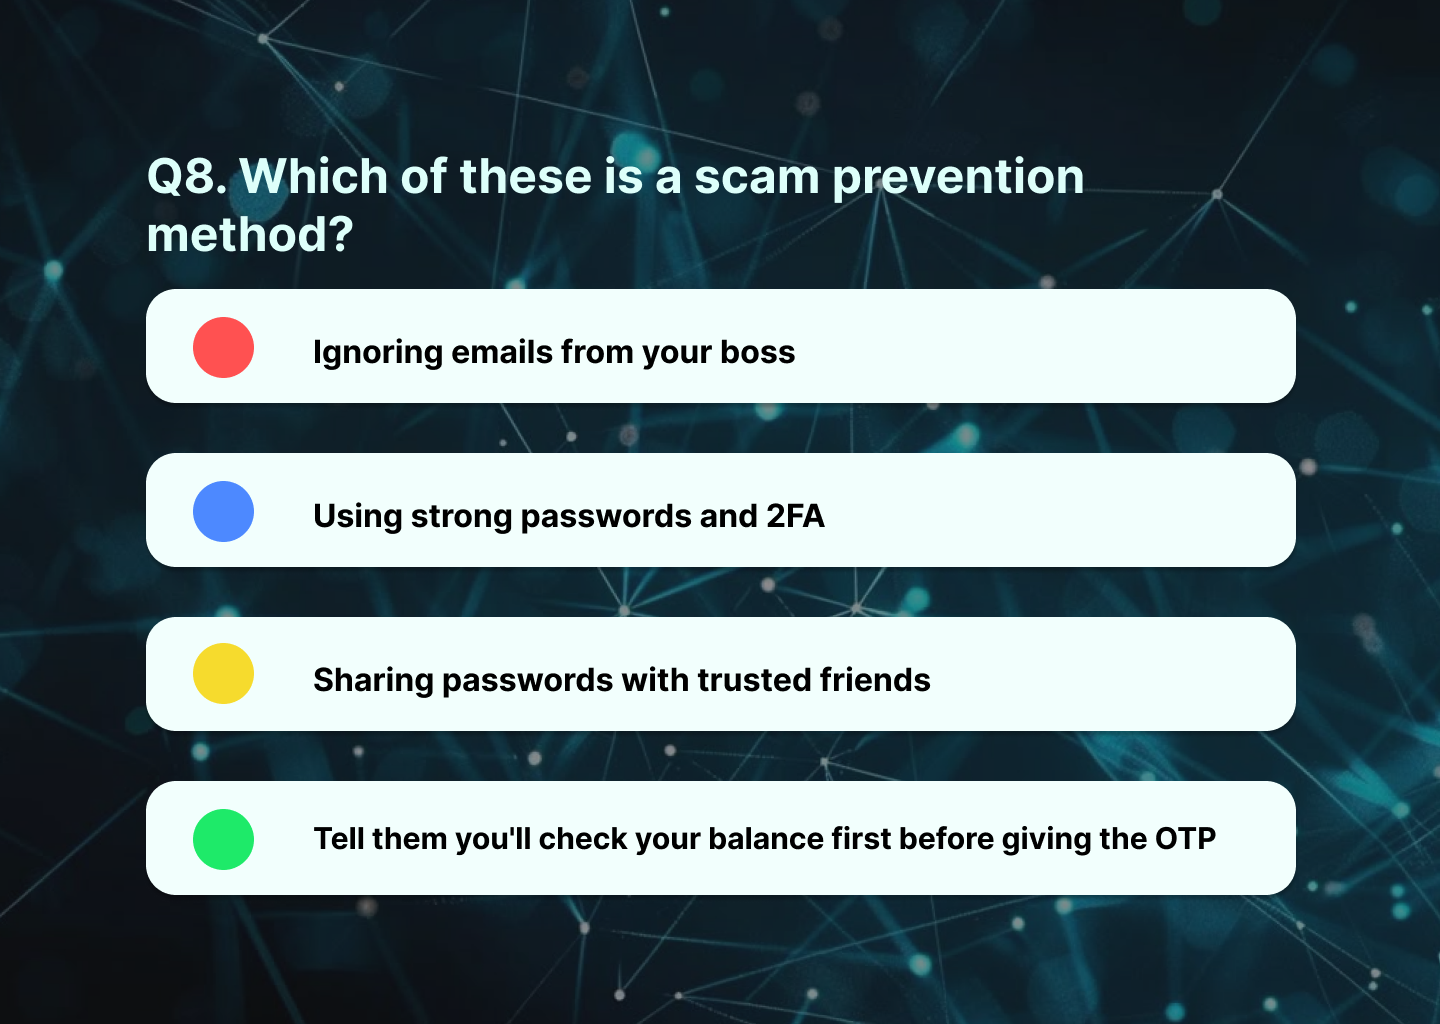 Q8. Which of these is a scam prevention
method?
Ignoring emails from your boss
Using strong passwords and 2FA
Sharing passwords with trusted friends
Tell them you'll check your balance first before giving the OTP